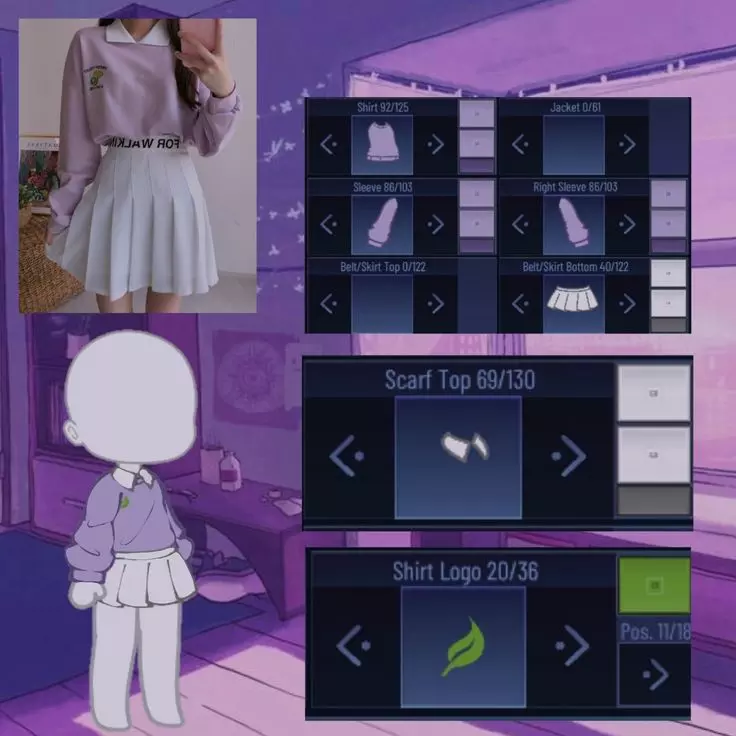 FOR WALKIN
Shirt 92/125
Jacket 0/61
Sleeve 86/103
Right Sleeve 86/103
Belt/Skirt Top 0/122
Belt/Skirt Bottom 40/122
Scarf Top 69/130
Shirt Logo 20/36
Pos. 11/18